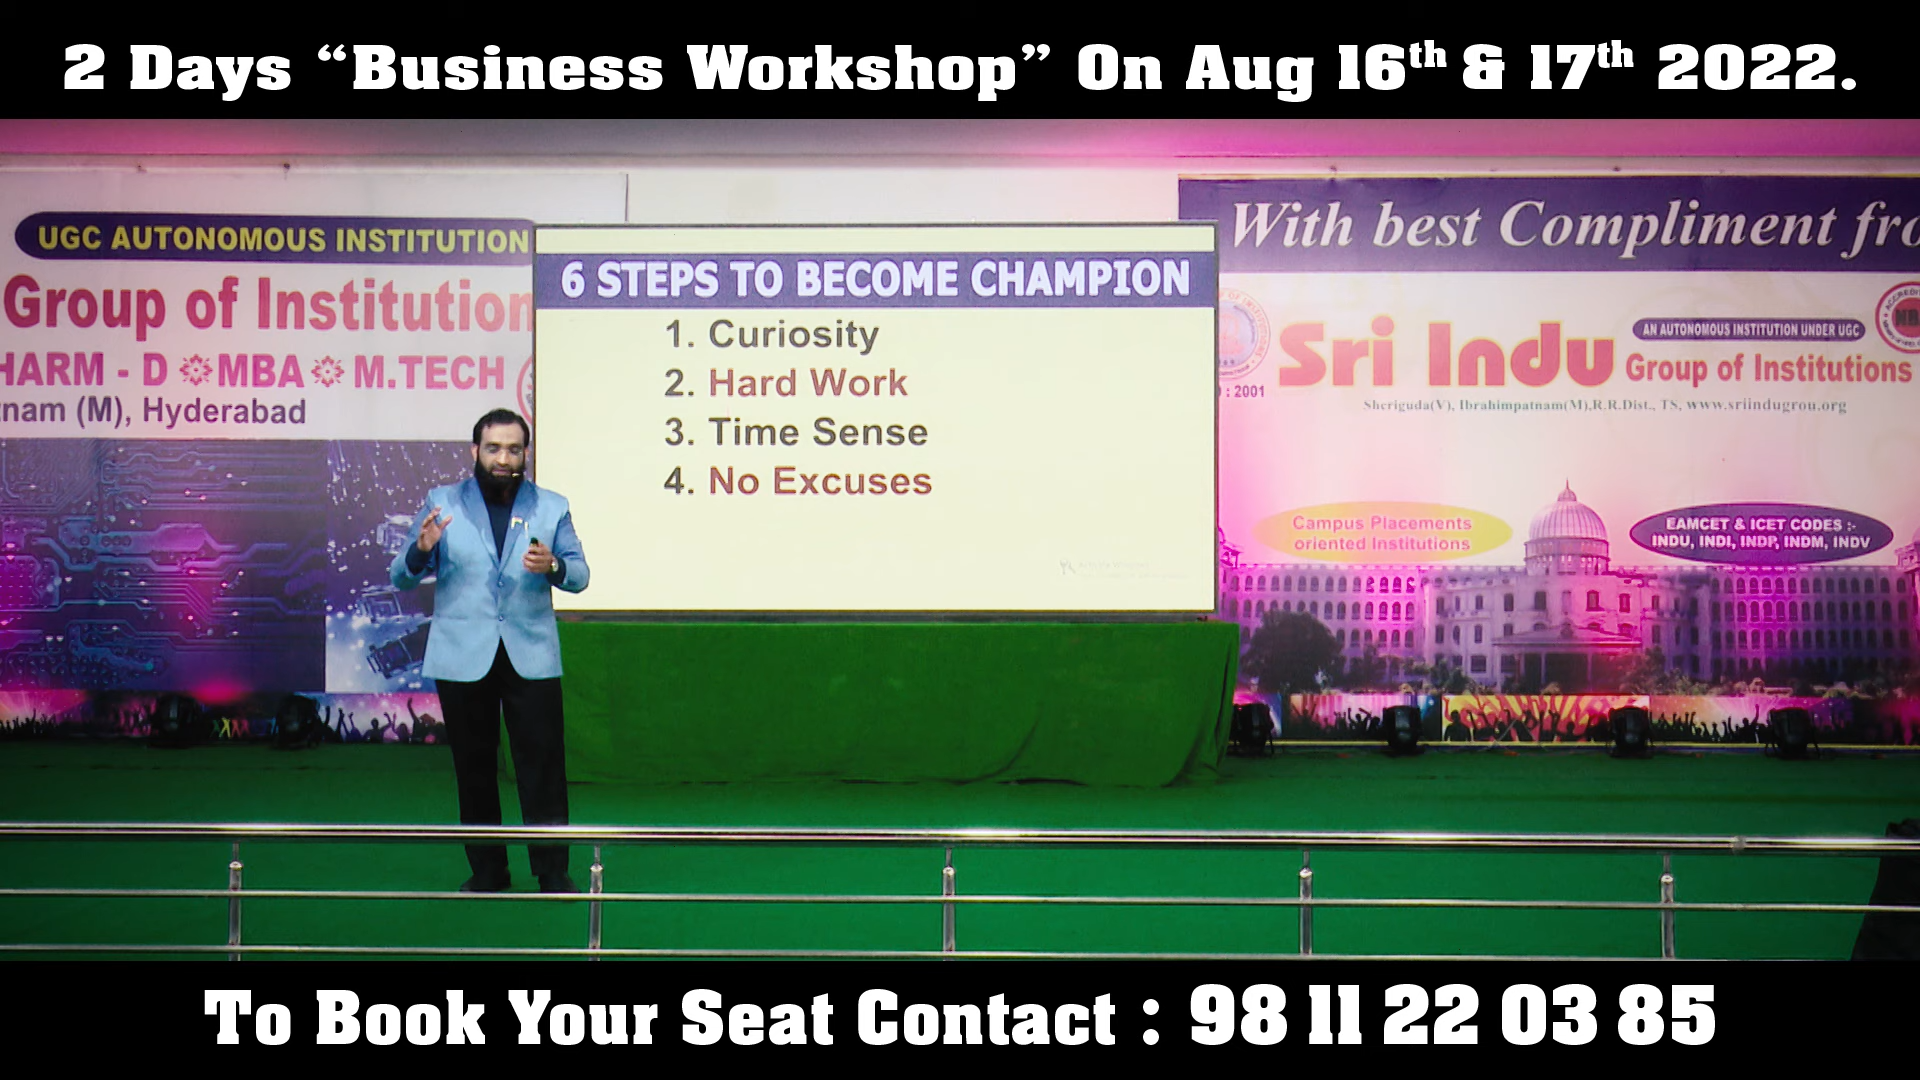 2 Days “Business Workshop” On Aug 16th & 17th 2022.
UGC AUTONOMOUS INSTITUTION
Group of Institution
HARM - D MBA M.TECH
nam (M), Hyderabad
6 STEPS TO BECOME CHAMPION
1. Curiosity
2. Hard Work
3. Time Sense
4. No Excuses
With best Compliment fro
Sri Indu
AN AUTONOMOUS INSTITUTION UNDER UGC
Group of Institutions
: 2001
Sheriguda(V), Ibrahimpatnam(M),R.R.Dist., TS, www.sriindugrou.org
Campus Placements
oriented Institutions
EAMCET & ICET CODES :-
INDU, INDI, INDP, INDM, INDV
To Book Your Seat Contact : 98 11 22 03 85